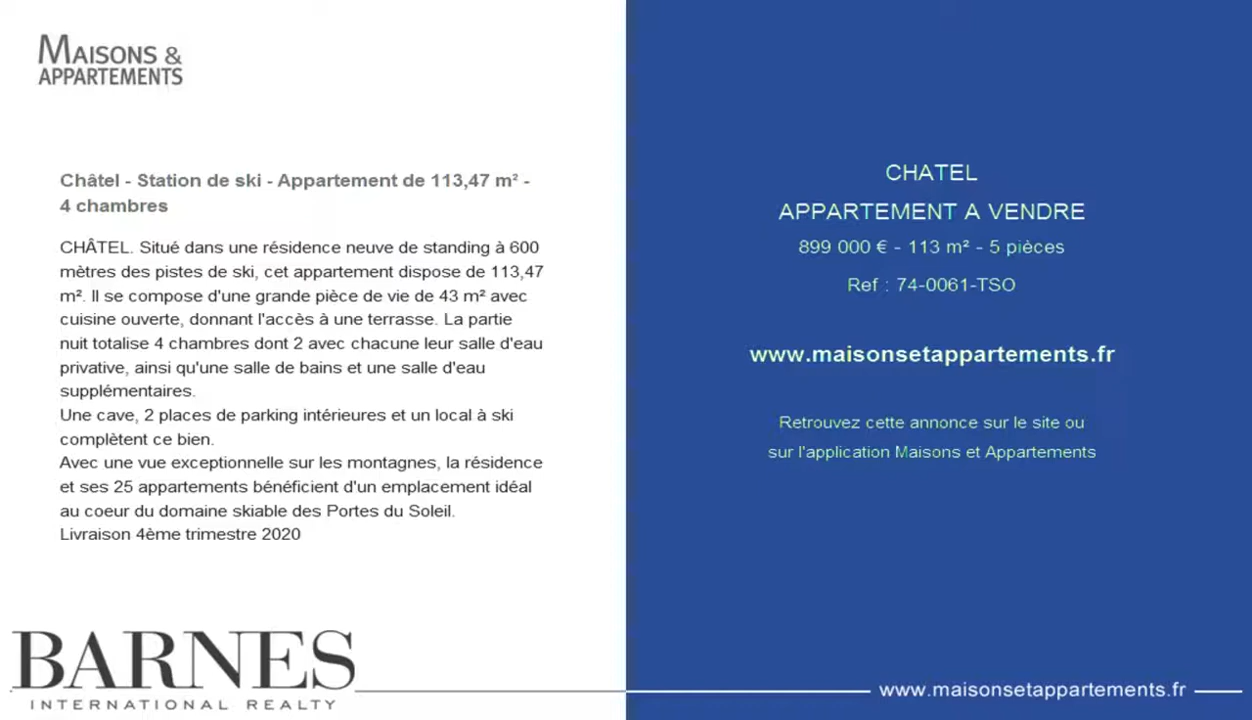 MAISONS &
APPARTEMENTS
Châtel - Station de ski - Appartement de 113,47 m² -
4 chambres
CHÂTEL. Situé dans une résidence neuve de standing à 600
mètres des pistes de ski, cet appartement dispose de 113,47
m². Il se compose d'une grande pièce de vie de 43 m² avec
cuisine ouverte, donnant l'accès à une terrasse. La partie
nuit totalise 4 chambres dont 2 avec chacune leur salle d'eau
privative, ainsi qu'une salle de bains et une salle d'eau
supplémentaires.
Une cave, 2 places de parking intérieures et un local à ski
complètent ce bien.
Avec une vue exceptionnelle sur les montagnes, la résidence
et ses 25 appartements bénéficient d'un emplacement idéal
au coeur du domaine skiable des Portes du Soleil.
Livraison 4ème trimestre 2020
BARNES
INTERNATIONAL REALTY
CHATEL
APPARTEMENT A VENDRE
899 000 € - 113 m² - 5 pièces
Ref : 74-0061-TSO
www.maisonsetappartements.fr
Retrouvez cette annonce sur le site ou
sur l'application Maisons et Appartements
www.maisonsetappartements.fr